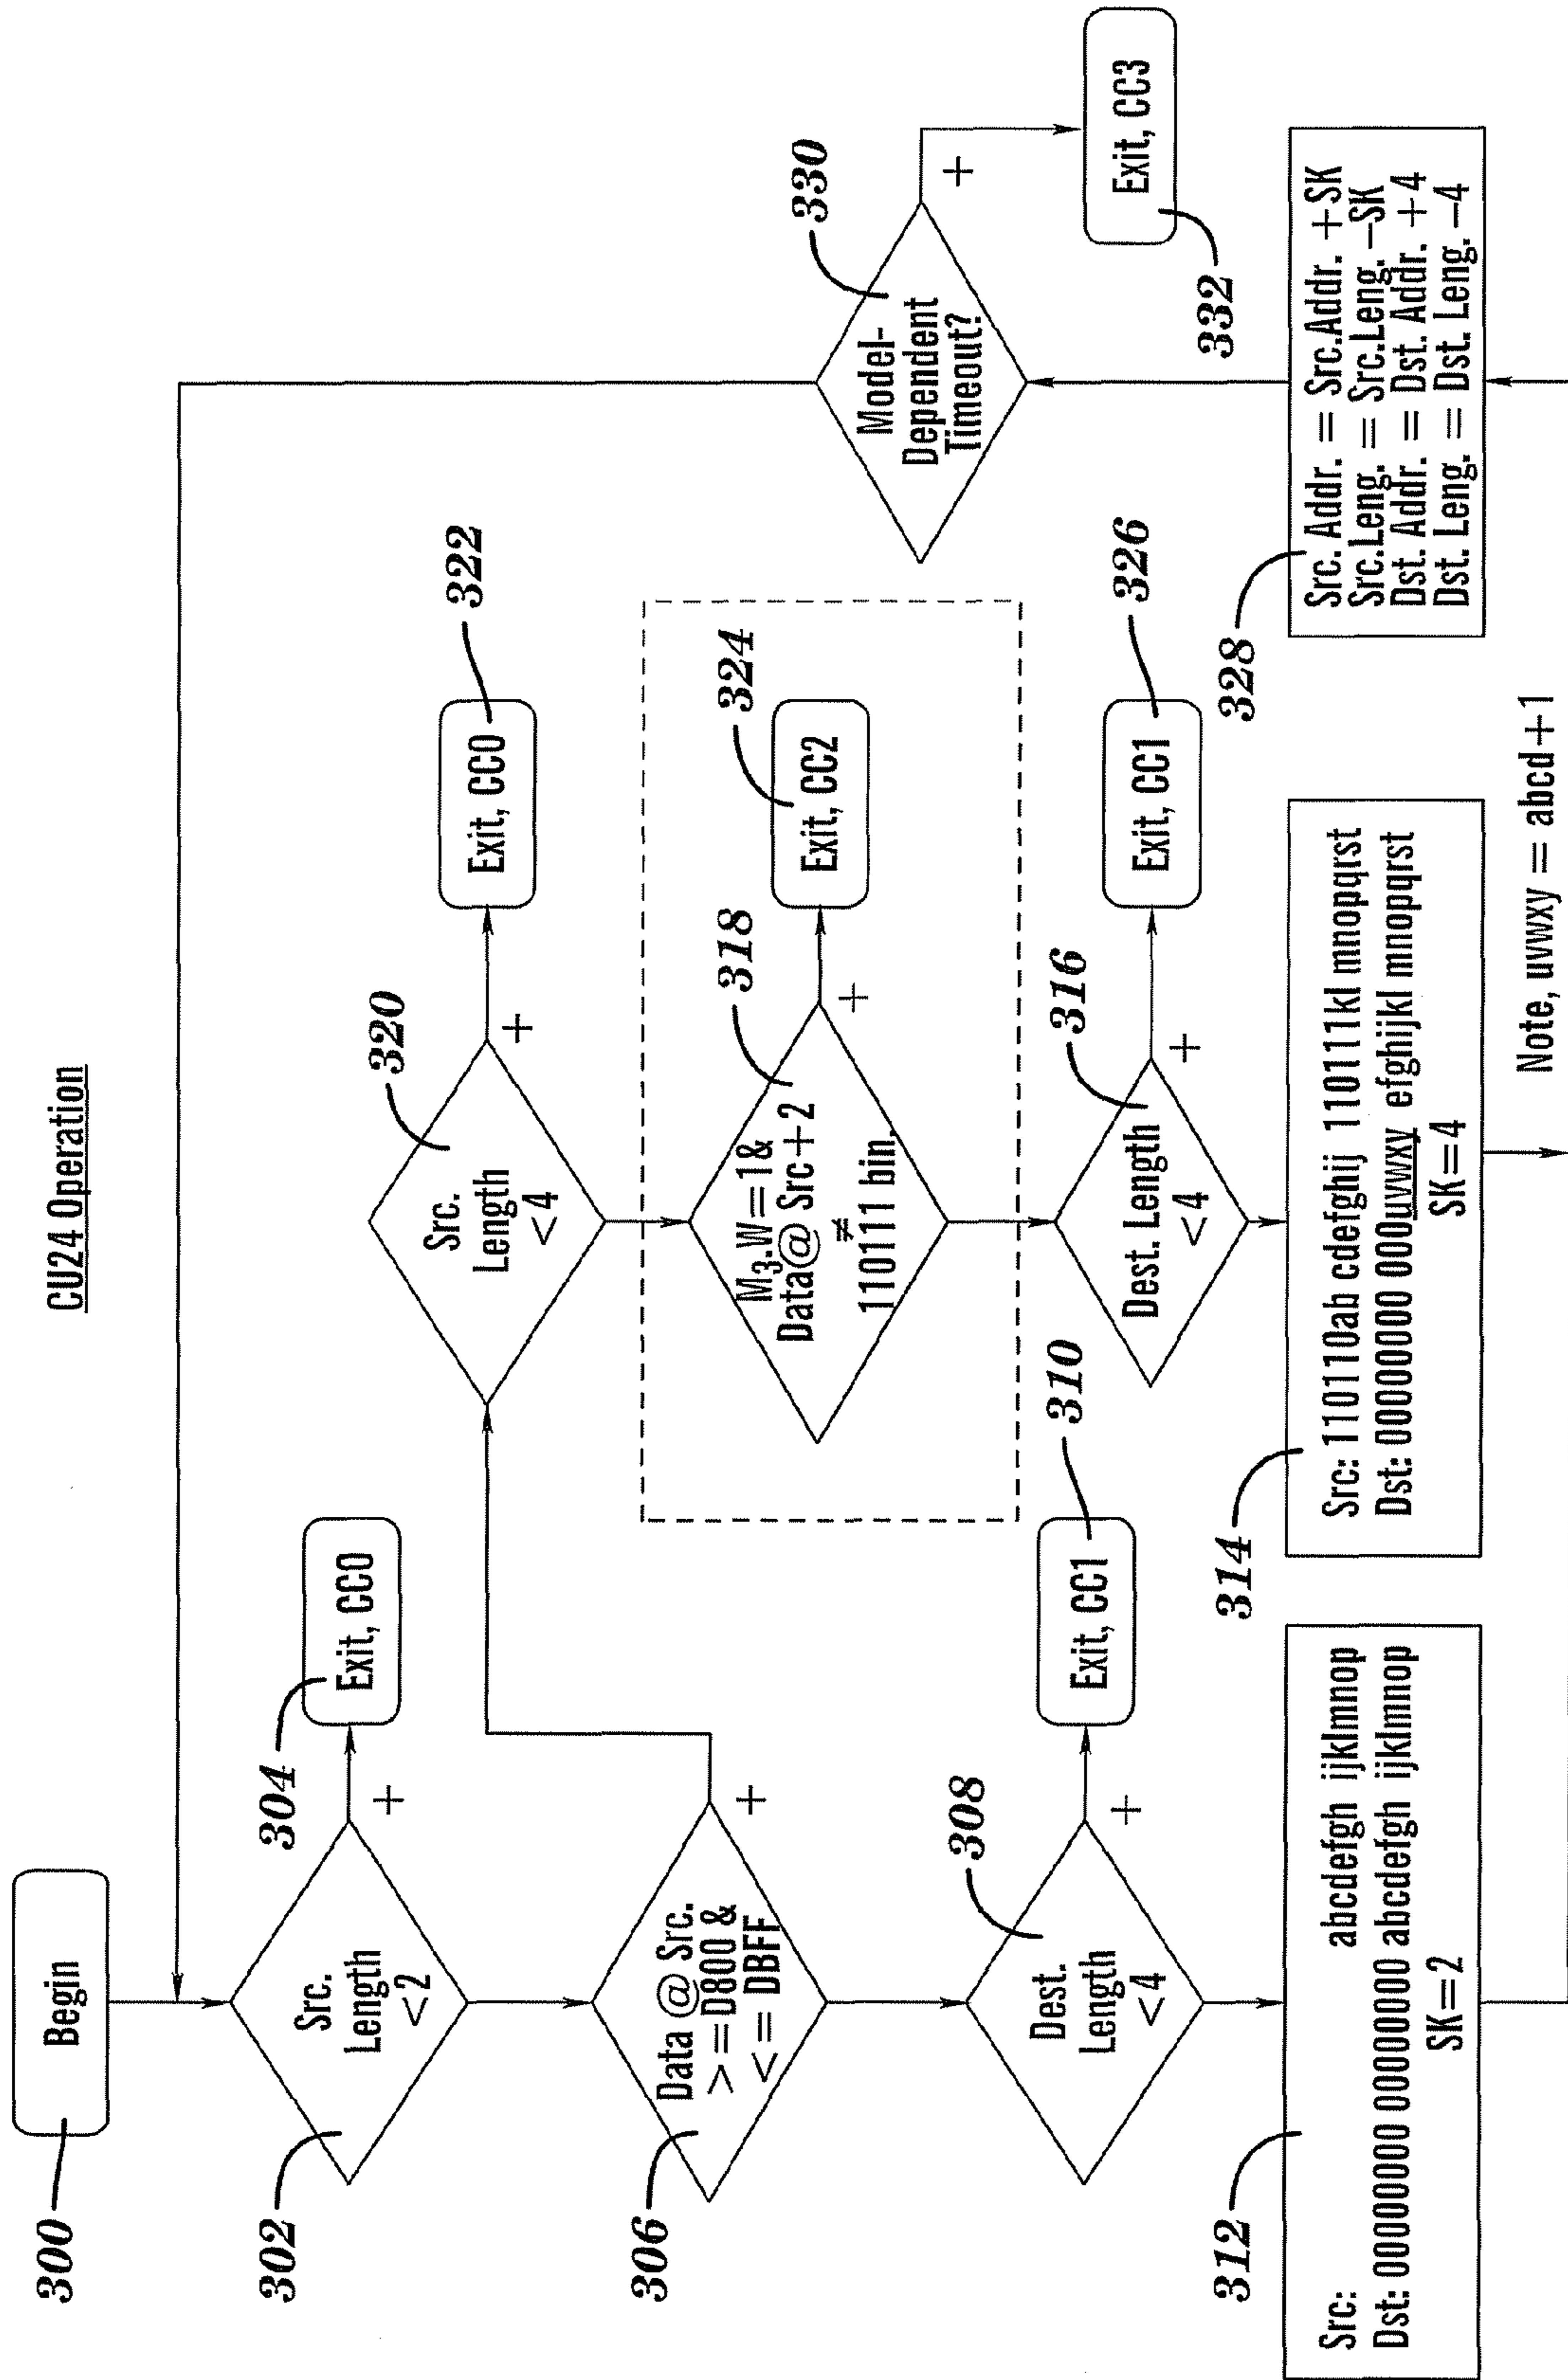 CU24 Operation
300
Begin
302
Src.
Length
<2
+
304
Exit, CC0
306
Data @ Src.
>=D800 &
<= DBFF
+
308
Dest.
Length
<4
+
310
Exit, CC1
312
Src: abcdefgh ijklmnop
Dst: 00000000 00000000 abcdefgh ijklmnop
SK=2
320
Src.
Length
<4
+
322
Exit, CC0
318
M3.W=1&
Data@ Src+2
≠
110111 bin.
+
324
Exit, CC2
316
Dest. Length
<4
+
326
Exit, CC1
314
Src: 110110ab cdefghij 110111kl mnopqrst
Dst: 00000000 000uvwxy efghijkl mnopqrst
SK=4
Note, uvwxy = abcd+1
328
Src. Addr. = Src.Addr. +SK
Src.Leng. = Src.Leng. -SK
Dst. Addr. = Dst. Addr. +4
Dst. Leng. = Dst. Leng. -4
330
Model-
Dependent
Timeout?
+
332
Exit, CC3